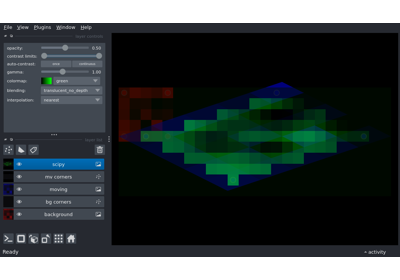 File View Plugins Window Help
opacity: 0.50
contrast limits:
auto-contrast: once continuous
gamma: 1.00
colormap: green
blending: translucent_no_depth
interpolation: nearest
scipy
mv corners
moving
bg corners
background
Ready activity